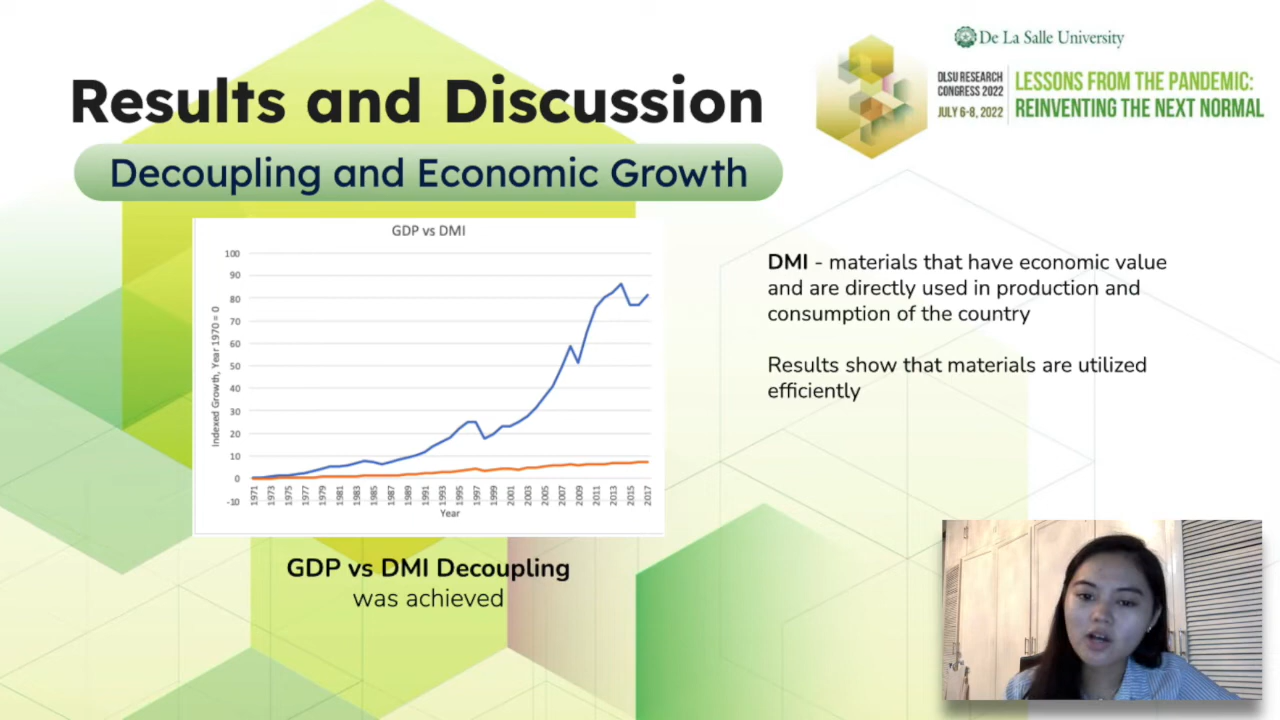 De La Salle University
DLSU RESEARCH
CONGRESS 2022
JULY 6-8, 2022
LESSONS FROM THE PANDEMIC:
REINVENTING THE NEXT NORMAL
Results and Discussion
Decoupling and Economic Growth
GDP vs DMI
Indexed Growth, Year 1970 = 0
100
90
80
70
60
50
40
30
20
10
0
-10
1971
1973
1975
1977
1979
1981
1983
1985
1987
1989
1991
1993
1995
1997
1999
2001
2003
2005
2007
2009
2011
2013
2015
2017
Year
GDP vs DMI Decoupling
was achieved
DMI - materials that have economic value
and are directly used in production and
consumption of the country
Results show that materials are utilized
efficiently